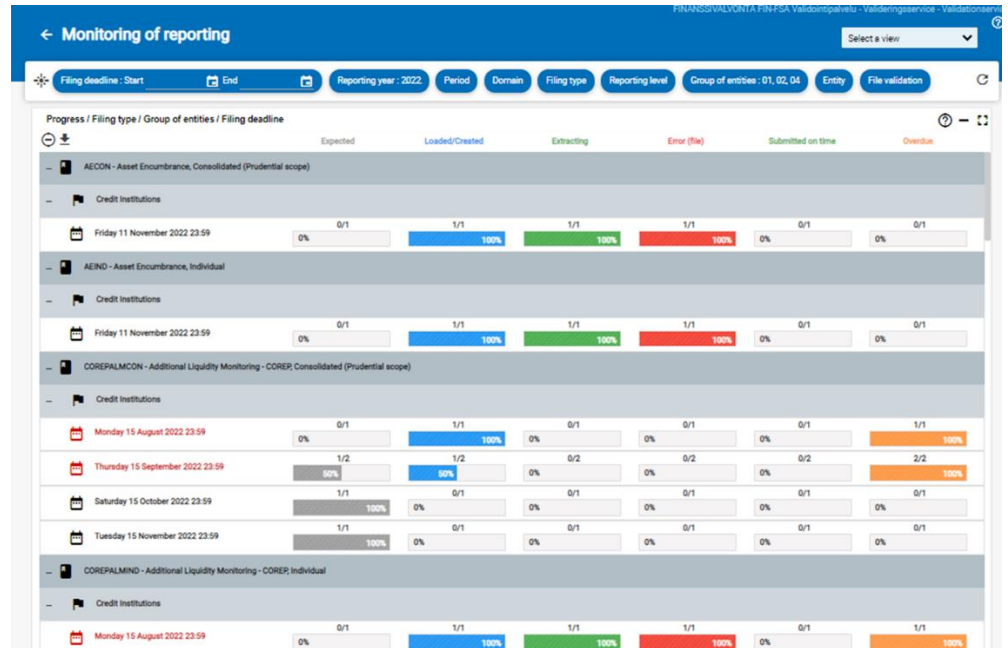 FINANSSIVALVONTA FIN-FSA Validointipalvelu - Valideringsservice - Validationservic
← Monitoring of reporting
Select a view
Filing deadline : Start End Reporting year : 2022 Period Domain Filing type Reporting level Group of entities : 01, 02, 04 Entity File validation
Progress / Filing type / Group of entities / Filing deadline
Expected Loaded/Created Extracting Error (file) Submitted on time Overdue
AECON - Asset Encumbrance, Consolidated (Prudential scope)
Credit Institutions
0/1 1/1 1/1 1/1 0/1 0/1
Friday 11 November 2022 23:59
0% 100% 100% 100% 0% 0%
AEIND - Asset Encumbrance, Individual
Credit Institutions
0/1 1/1 1/1 1/1 0/1 0/1
Friday 11 November 2022 23:59
0% 100% 100% 100% 0% 0%
COREPALMCON - Additional Liquidity Monitoring - COREP, Consolidated (Prudential scope)
Credit Institutions
0/1 1/1 0/1 0/1 0/1 1/1
Monday 15 August 2022 23:59
0% 100% 0% 0% 0% 100%
1/2 1/2 0/2 0/2 0/2 2/2
Thursday 15 September 2022 23:59
50% 50% 0% 0% 0% 100%
1/1 0/1 0/1 0/1 0/1 0/1
Saturday 15 October 2022 23:59
100% 0% 0% 0% 0% 0%
1/1 0/1 0/1 0/1 0/1 0/1
Tuesday 15 November 2022 23:59
100% 0% 0% 0% 0% 0%
COREPALMIND - Additional Liquidity Monitoring - COREP, Individual
Credit Institutions
0/1 1/1 1/1 1/1 0/1 1/1
Monday 15 August 2022 23:59
0% 100% 100% 100% 0% 100%